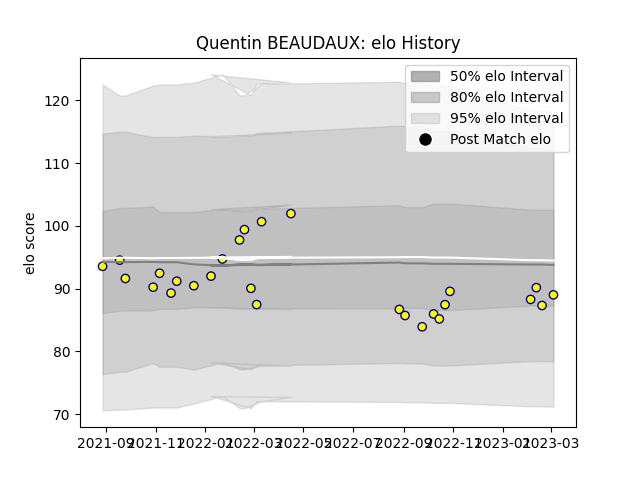 Quentin BEAUDAUX: elo History
50% elo Interval
80% elo Interval
95% elo Interval
Post Match elo
elo score
120
110
100
90
80
70
2021-09 2021-11 2022-01 2022-03 2022-05 2022-07 2022-09 2022-11 2023-01 2023-03